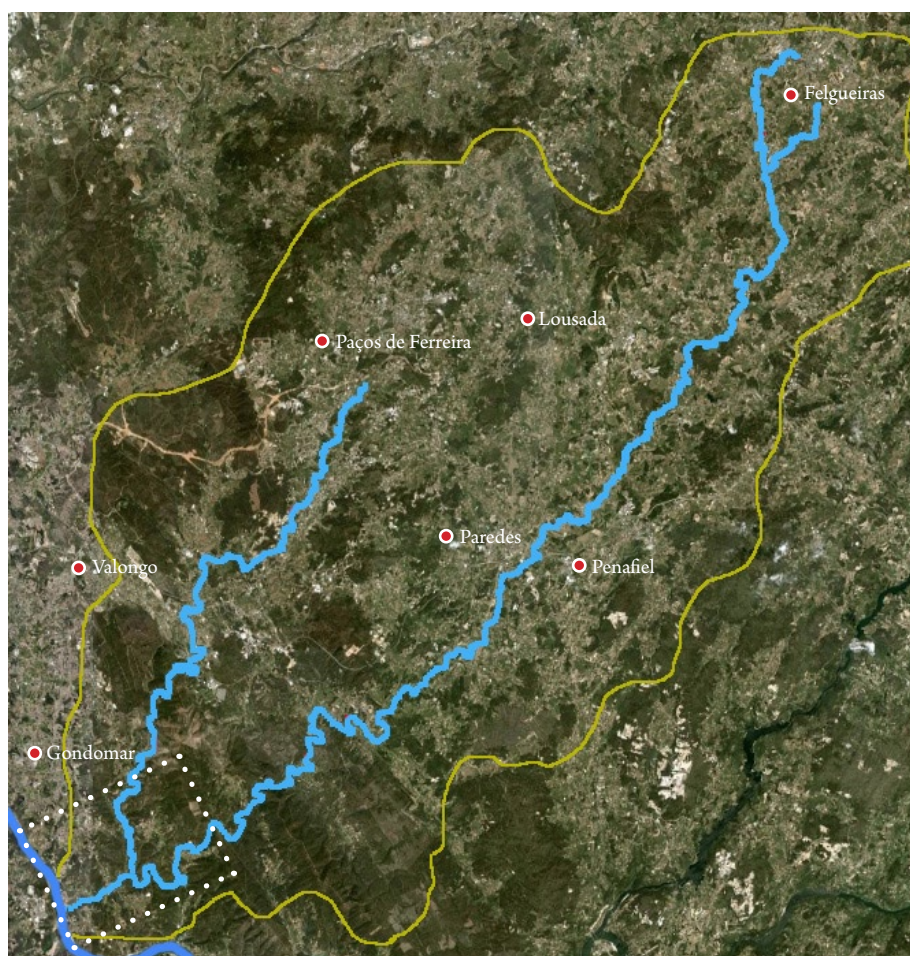 Felgueiras
Lousada
Paços de Ferreira
Paredes
Penafiel
Valongo
Gondomar